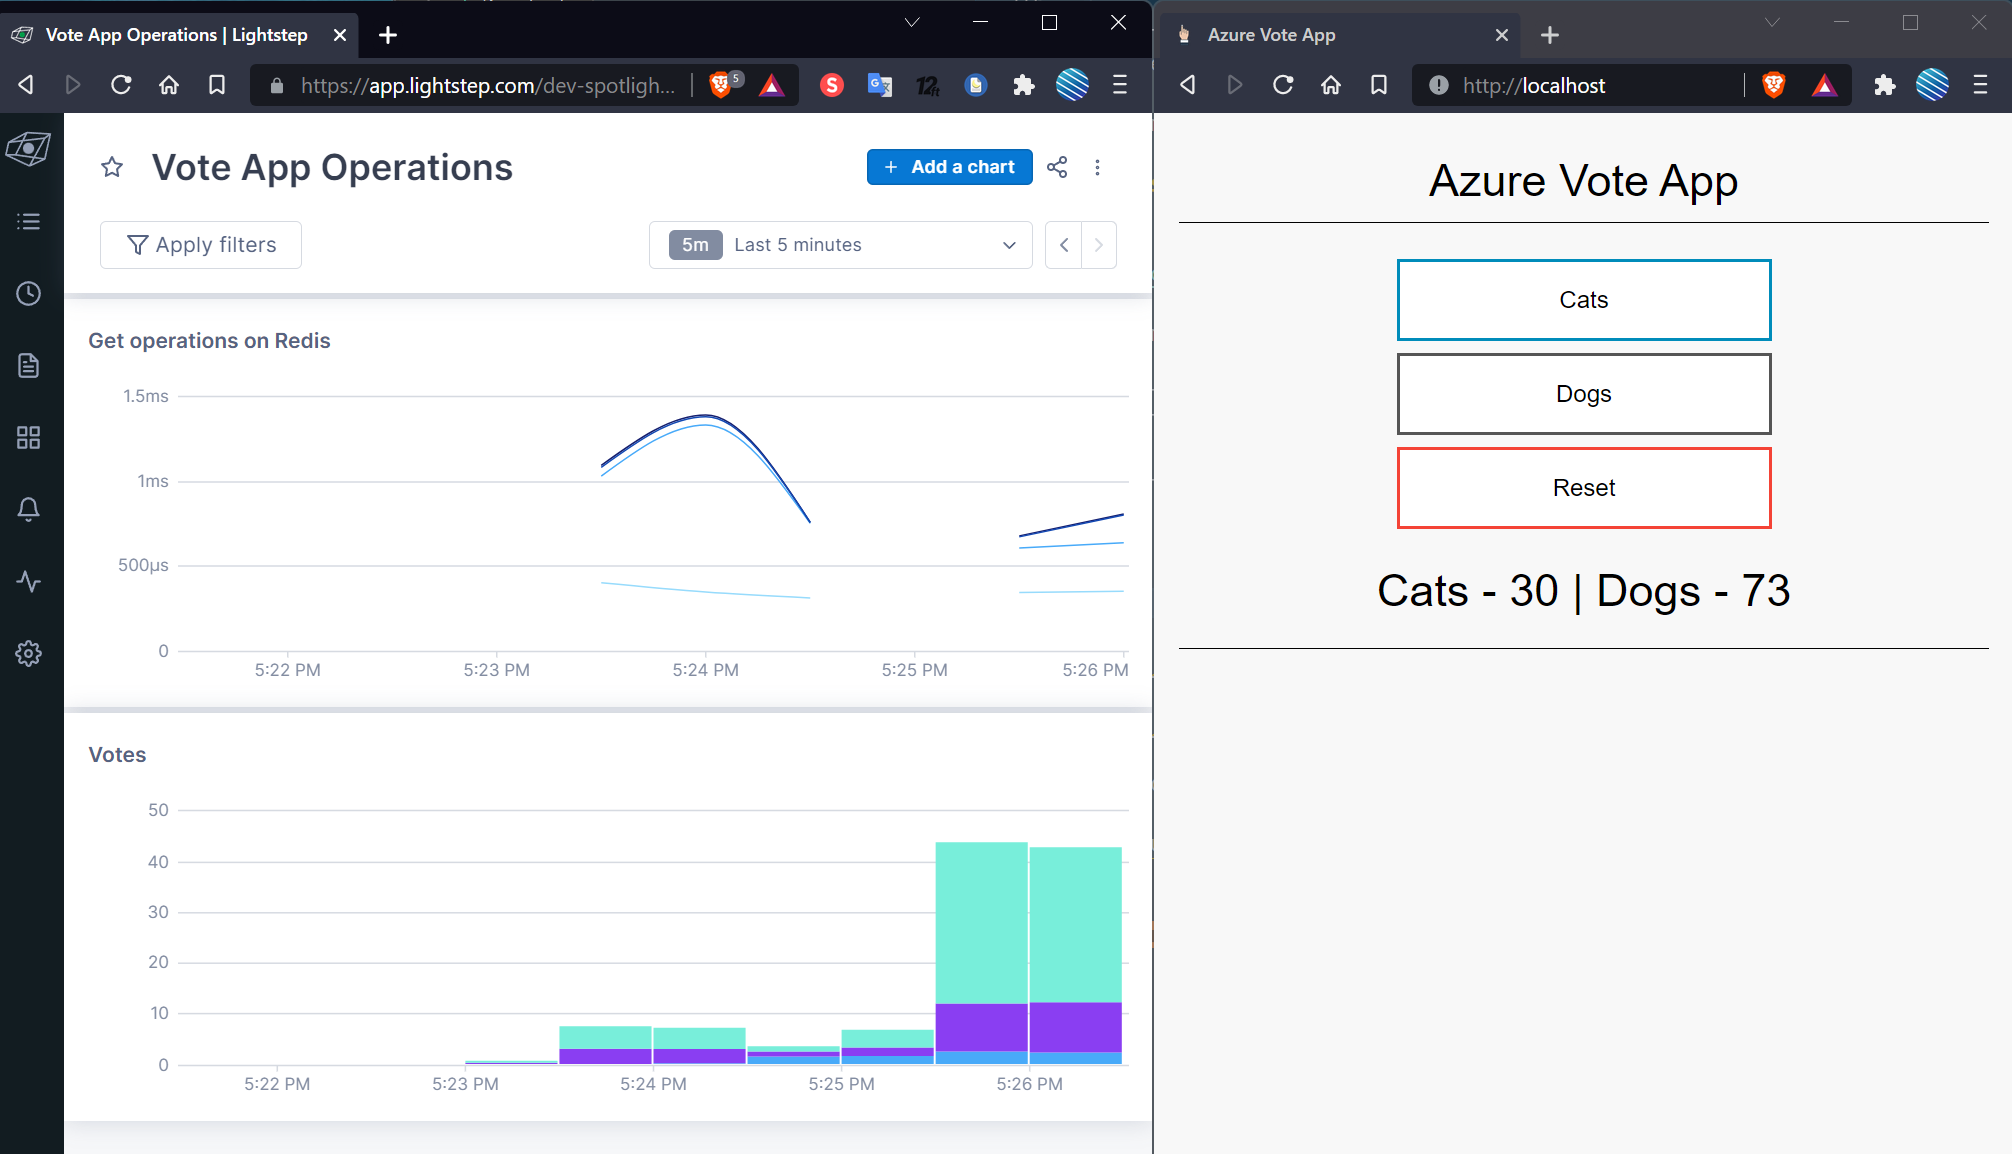 Vote App Operations | Lightstep
https://app.lightstep.com/dev-spotligh...
5
S
12ft
Vote App Operations
+ Add a chart
Apply filters
5m Last 5 minutes
Get operations on Redis
1.5ms
1ms
500µs
0
5:22 PM 5:23 PM 5:24 PM 5:25 PM 5:26 PM
Votes
50
40
30
20
10
0
5:22 PM 5:23 PM 5:24 PM 5:25 PM 5:26 PM
Azure Vote App
http://localhost
Azure Vote App
Cats
Dogs
Reset
Cats - 30 | Dogs - 73